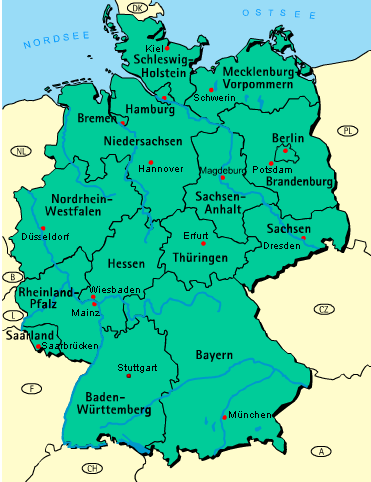 DK
OSTSEE
NORDSEE
Kiel
Schleswig-
Holstein
Mecklenburg-
Vorpommern
Schwerin
Hamburg
Bremen
Niedersachsen
PL
NL
Berlin
Hannover
Magdeburg
Potsdam
Brandenburg
Nordrhein-
Westfalen
Sachsen-
Anhalt
Düsseldorf
Erfurt
Sachsen
Dresden
Hessen
Thüringen
B
Rheinland-
Pfalz
Wiesbaden
Mainz
L
CZ
Saarland
Saarbrücken
Bayern
Stuttgart
F
Baden-
Württemberg
München
A
CH